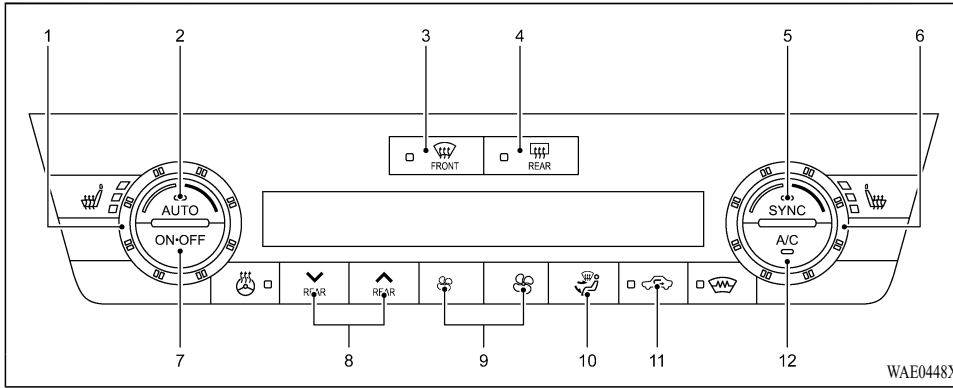 1 2 3 4 5 6
FRONT REAR
AUTO SYNC
ON•OFF A/C
REAR REAR
7 8 9 10 11 12
WAE0448X